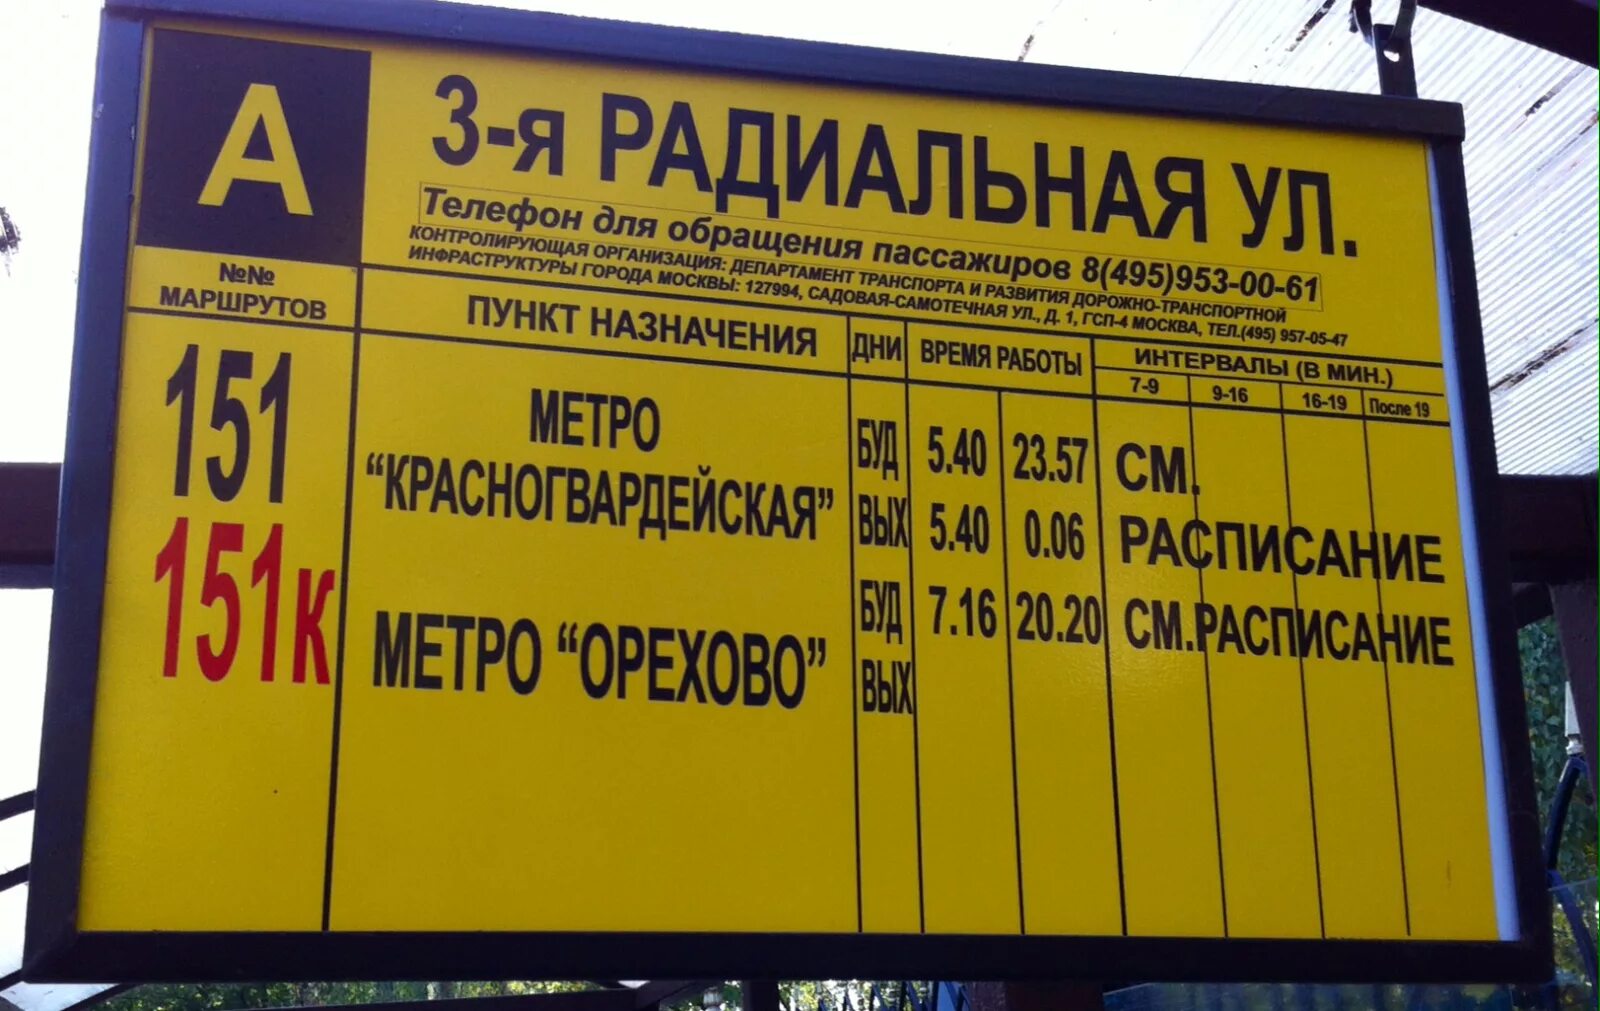 А
3-я РАДИАЛЬНАЯ УЛ.
Телефон для обращения пассажиров 8(495)953-00-61
КОНТРОЛИРУЮЩАЯ ОРГАНИЗАЦИЯ: ДЕПАРТАМЕНТ ТРАНСПОРТА И РАЗВИТИЯ ДОРОЖНО-ТРАНСПОРТНОЙ
ИНФРАСТРУКТУРЫ ГОРОДА МОСКВЫ: 127994, САДОВАЯ-САМОТЕЧНАЯ УЛ., Д. 1, ГСП-4 МОСКВА, ТЕЛ.(495) 957-05-47
№№
МАРШРУТОВ
ПУНКТ НАЗНАЧЕНИЯ
ДНИ
ВРЕМЯ РАБОТЫ
ИНТЕРВАЛЫ (В МИН.)
7-9 9-16 16-19 После 19
151
МЕТРО
“КРАСНОГВАРДЕЙСКАЯ”
БУД 5.40 23.57 СМ.
ВЫХ 5.40 0.06 РАСПИСАНИЕ
151к
МЕТРО “ОРЕХОВО”
БУД 7.16 20.20 СМ.РАСПИСАНИЕ
ВЫХ